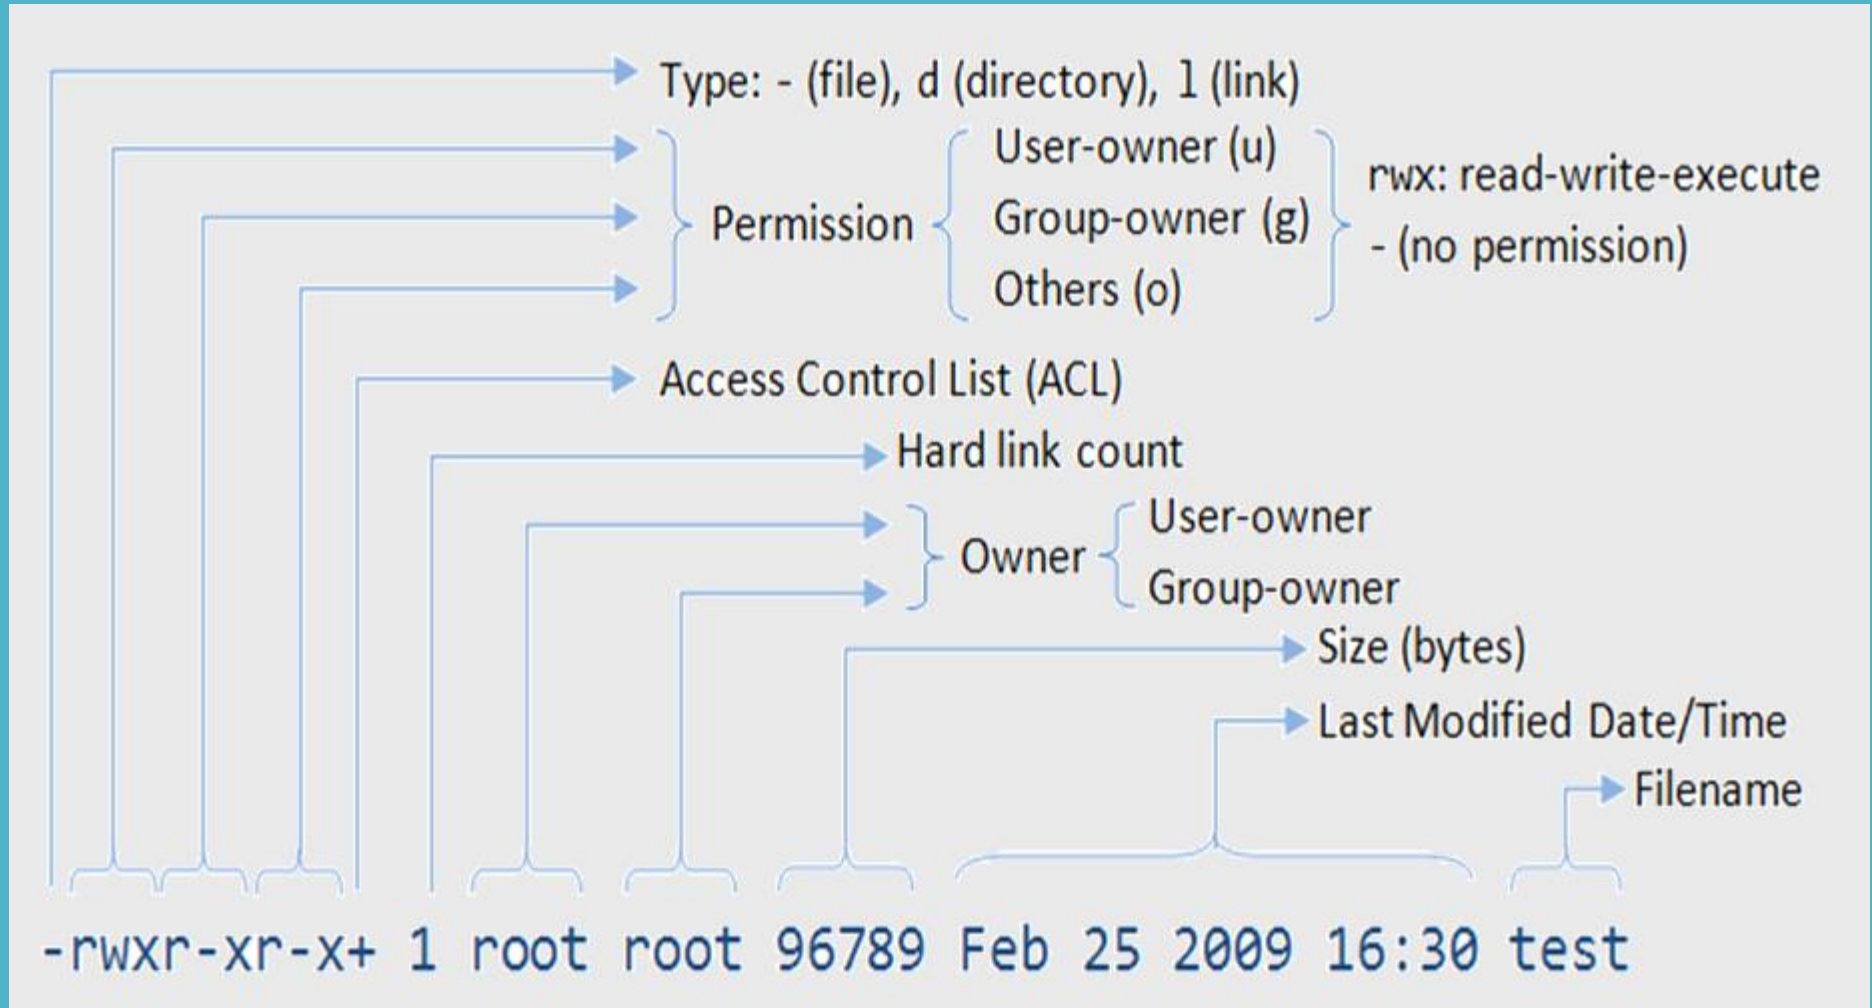 Type: - (file), d (directory), l (link)
User-owner (u)
rwx: read-write-execute
Permission
Group-owner (g)
- (no permission)
Others (o)
Access Control List (ACL)
Hard link count
User-owner
Owner
Group-owner
Size (bytes)
Last Modified Date/Time
Filename
-rwxr-xr-x+ 1 root root 96789 Feb 25 2009 16:30 test